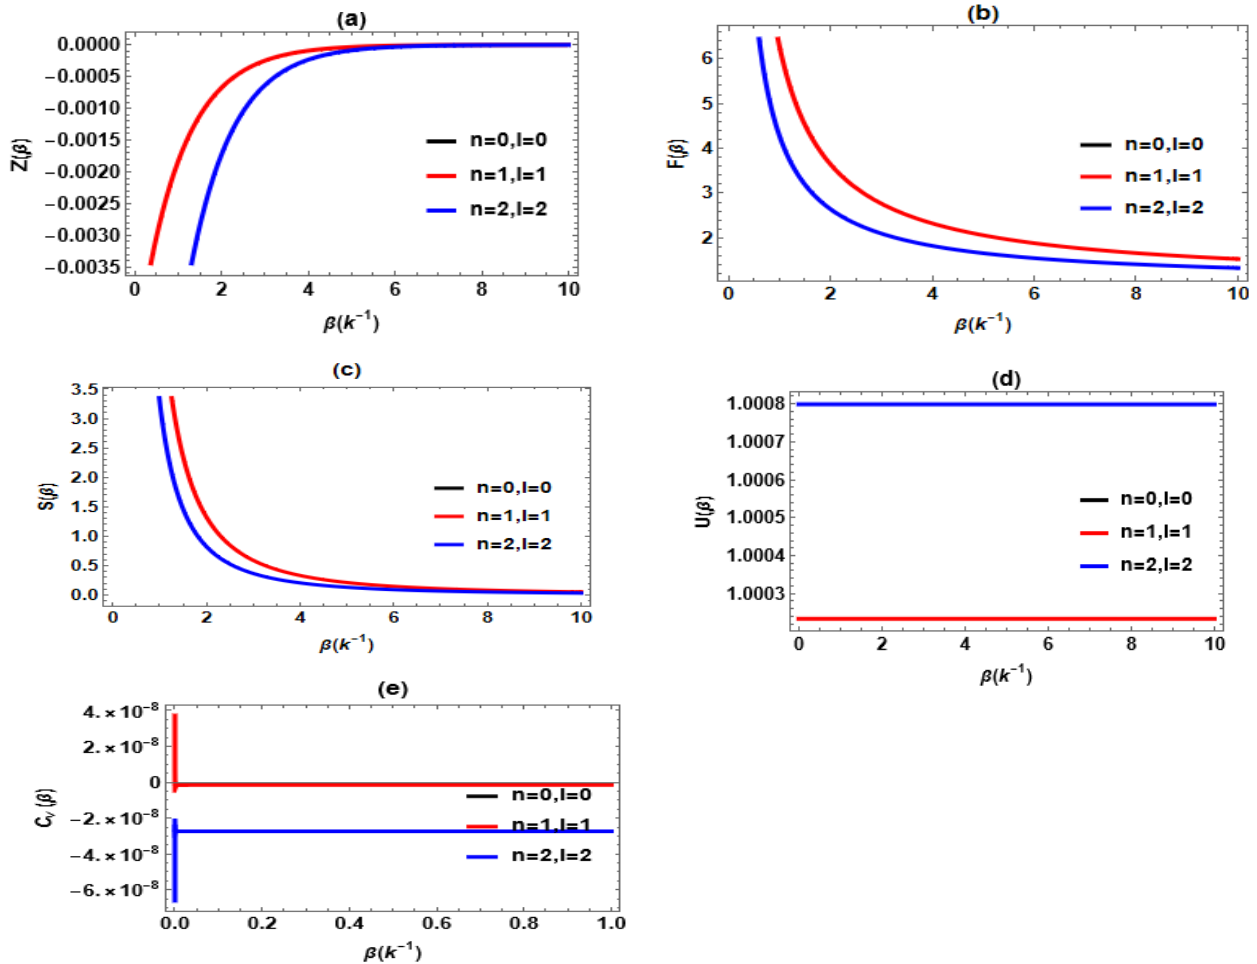 (a)
0.0000
−0.0005
−0.0010
−0.0015
−0.0020
−0.0025
−0.0030
−0.0035
Z(β)
n=0,l=0
n=1,l=1
n=2,l=2
0 2 4 6 8 10
β(k⁻¹)
(b)
6
5
4
3
2
F(β)
n=0,l=0
n=1,l=1
n=2,l=2
0 2 4 6 8 10
β(k⁻¹)
(c)
3.5
3.0
2.5
2.0
1.5
1.0
0.5
0.0
S(β)
n=0,l=0
n=1,l=1
n=2,l=2
0 2 4 6 8 10
β(k⁻¹)
(d)
1.0008
1.0007
1.0006
1.0005
1.0004
1.0003
U(β)
n=0,l=0
n=1,l=1
n=2,l=2
0 2 4 6 8 10
β(k⁻¹)
(e)
4.×10⁻⁸
2.×10⁻⁸
0
−2.×10⁻⁸
−4.×10⁻⁸
−6.×10⁻⁸
Cᵥ(β)
n=0,l=0
n=1,l=1
n=2,l=2
0.0 0.2 0.4 0.6 0.8 1.0
β(k⁻¹)